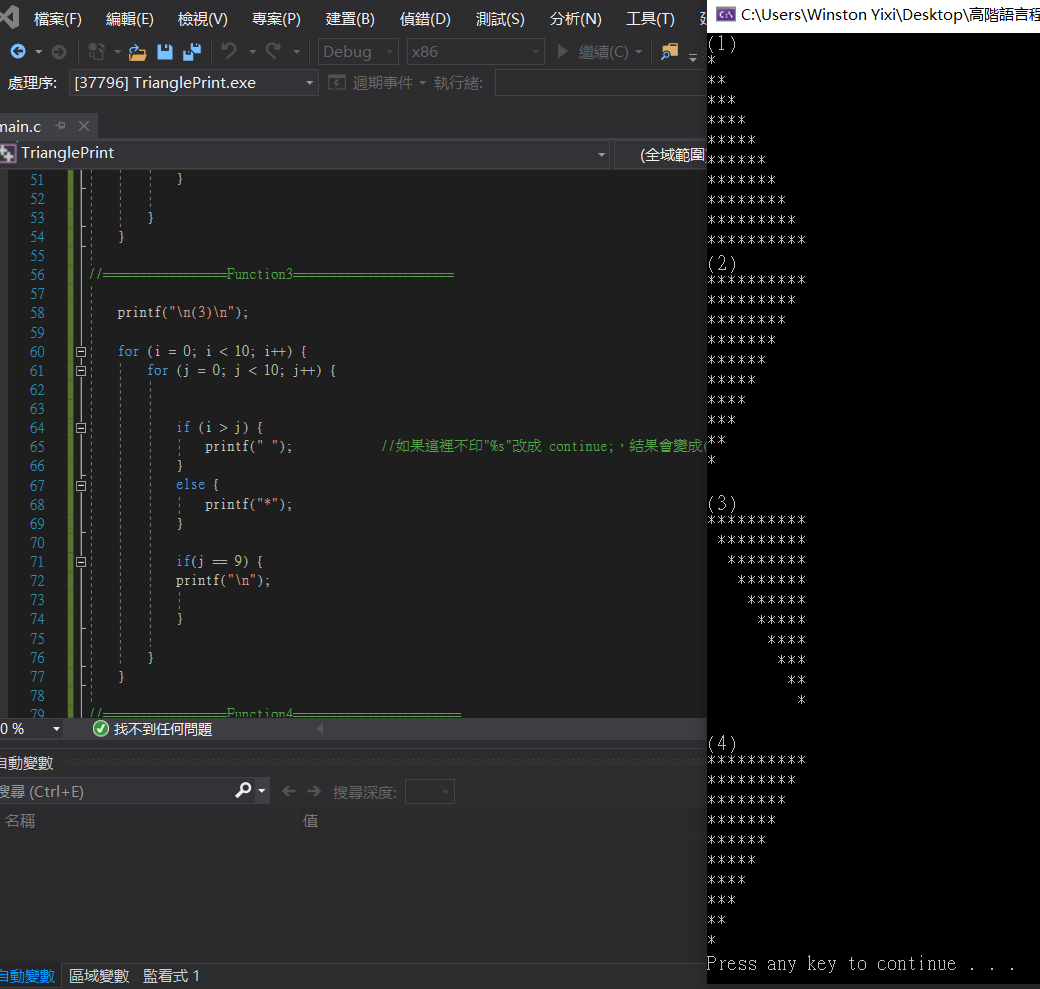 檔案(F) 編輯(E) 檢視(V) 專案(P) 建置(B) 偵錯(D) 測試(S) 分析(N) 工具(T)
Debug x86 繼續(C)
處理序: [37796] TrianglePrint.exe 週期事件 執行緒:
main.c
TrianglePrint (全域範圍
51 }
52
53 }
54 }
55
56 //=================Function3======================
57
58 printf("\n(3)\n");
59
60 for (i = 0; i < 10; i++) {
61 for (j = 0; j < 10; j++) {
62
63
64 if (i > j) {
65 printf(" "); //如果這裡不印"%s"改成 continue;，結果會變成(
66 }
67 else {
68 printf("*");
69 }
70
71 if(j == 9) {
72 printf("\n");
73
74 }
75
76 }
77 }
78
79 //=================Function4=======================
0 % 找不到任何問題
自動變數
搜尋 (Ctrl+E) 搜尋深度:
名稱 值
自動變數 區域變數 監看式 1
C:\Users\Winston Yixi\Desktop\高階語言程
(1)
*
**
***
****
*****
******
*******
********
*********
**********
(2)
**********
*********
********
*******
******
*****
****
***
**
*
(3)
**********
 *********
  ********
   *******
    ******
     *****
      ****
       ***
        **
         *
(4)
**********
*********
********
*******
******
*****
****
***
**
*
Press any key to continue . . .